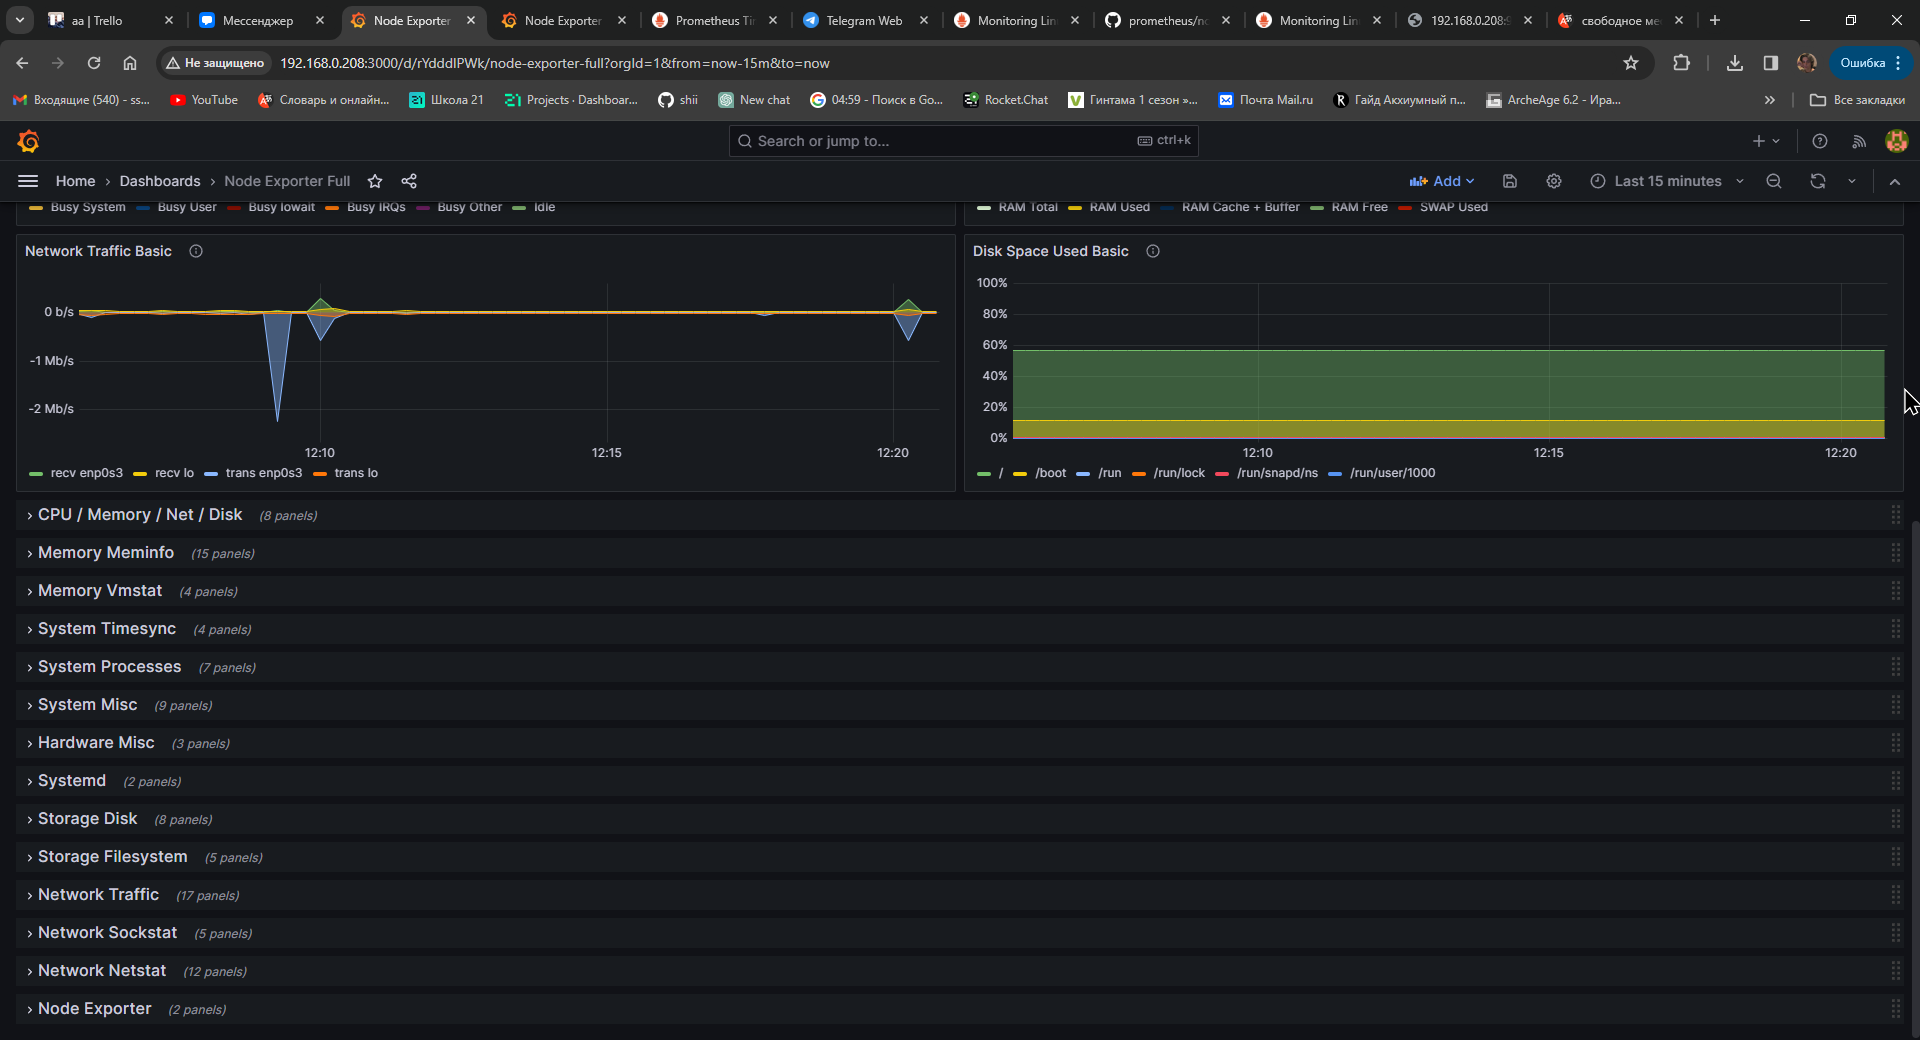 aa | Trello
Мессенджер
Node Exporter
Node Exporter
Prometheus Tir
Telegram Web
Monitoring Lin
prometheus/no
Monitoring Lin
192.168.0.208:9
свободное ме
Не защищено
192.168.0.208:3000/d/rYdddlPWk/node-exporter-full?orgId=1&from=now-15m&to=now
Ошибка
Входящие (540) - ss...
YouTube
Словарь и онлайн...
Школа 21
Projects · Dashboar...
shii
New chat
04:59 - Поиск в Go...
Rocket.Chat
Гинтама 1 сезон »...
Почта Mail.ru
Гайд Акхиумный п...
ArcheAge 6.2 - Ира...
Все закладки
Search or jump to...
ctrl+k
Home › Dashboards › Node Exporter Full
Add
Last 15 minutes
Busy System Busy User Busy Iowait Busy IRQs Busy Other Idle
RAM Total RAM Used RAM Cache + Buffer RAM Free SWAP Used
Network Traffic Basic
0 b/s
-1 Mb/s
-2 Mb/s
12:10 12:15 12:20
recv enp0s3 recv lo trans enp0s3 trans lo
Disk Space Used Basic
100%
80%
60%
40%
20%
0%
12:10 12:15 12:20
/ /boot /run /run/lock /run/snapd/ns /run/user/1000
CPU / Memory / Net / Disk (8 panels)
Memory Meminfo (15 panels)
Memory Vmstat (4 panels)
System Timesync (4 panels)
System Processes (7 panels)
System Misc (9 panels)
Hardware Misc (3 panels)
Systemd (2 panels)
Storage Disk (8 panels)
Storage Filesystem (5 panels)
Network Traffic (17 panels)
Network Sockstat (5 panels)
Network Netstat (12 panels)
Node Exporter (2 panels)